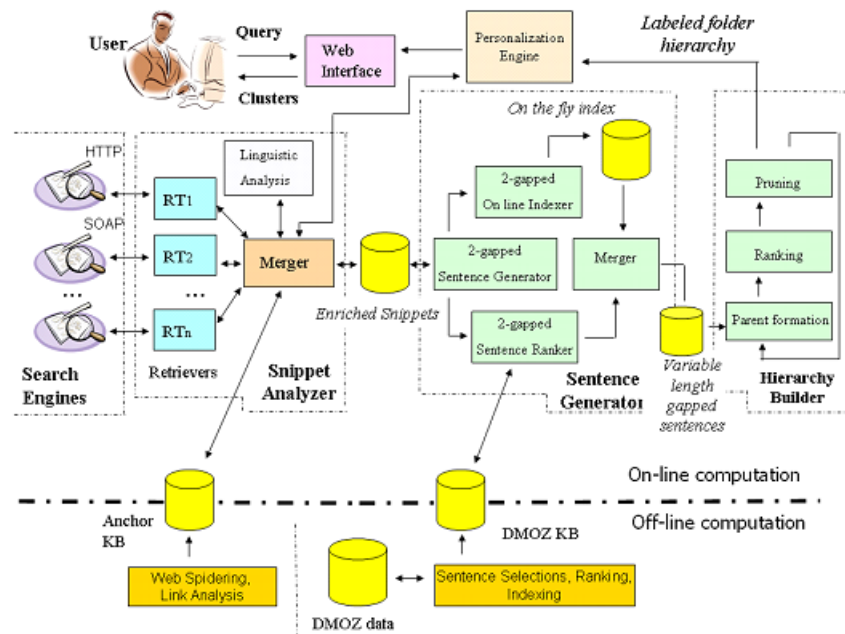 User
Query
Clusters
Web
Interface
Personalization
Engine
Labeled folder
hierarchy
On the fly index
HTTP
SOAP
...
Search
Engines
RT1
RT2
...
RTn
Retrievers
Linguistic
Analysis
Merger
Snippet
Analyzer
Enriched Snippets
2-gapped
On line Indexer
2-gapped
Sentence Generator
2-gapped
Sentence Ranker
Merger
Sentence
Generator
Variable
length
gapped
sentences
Pruning
Ranking
Parent formation
Hierarchy
Builder
On-line computation
Off-line computation
Anchor
KB
Web Spidering,
Link Analysis
DMOZ KB
DMOZ data
Sentence Selections, Ranking,
Indexing